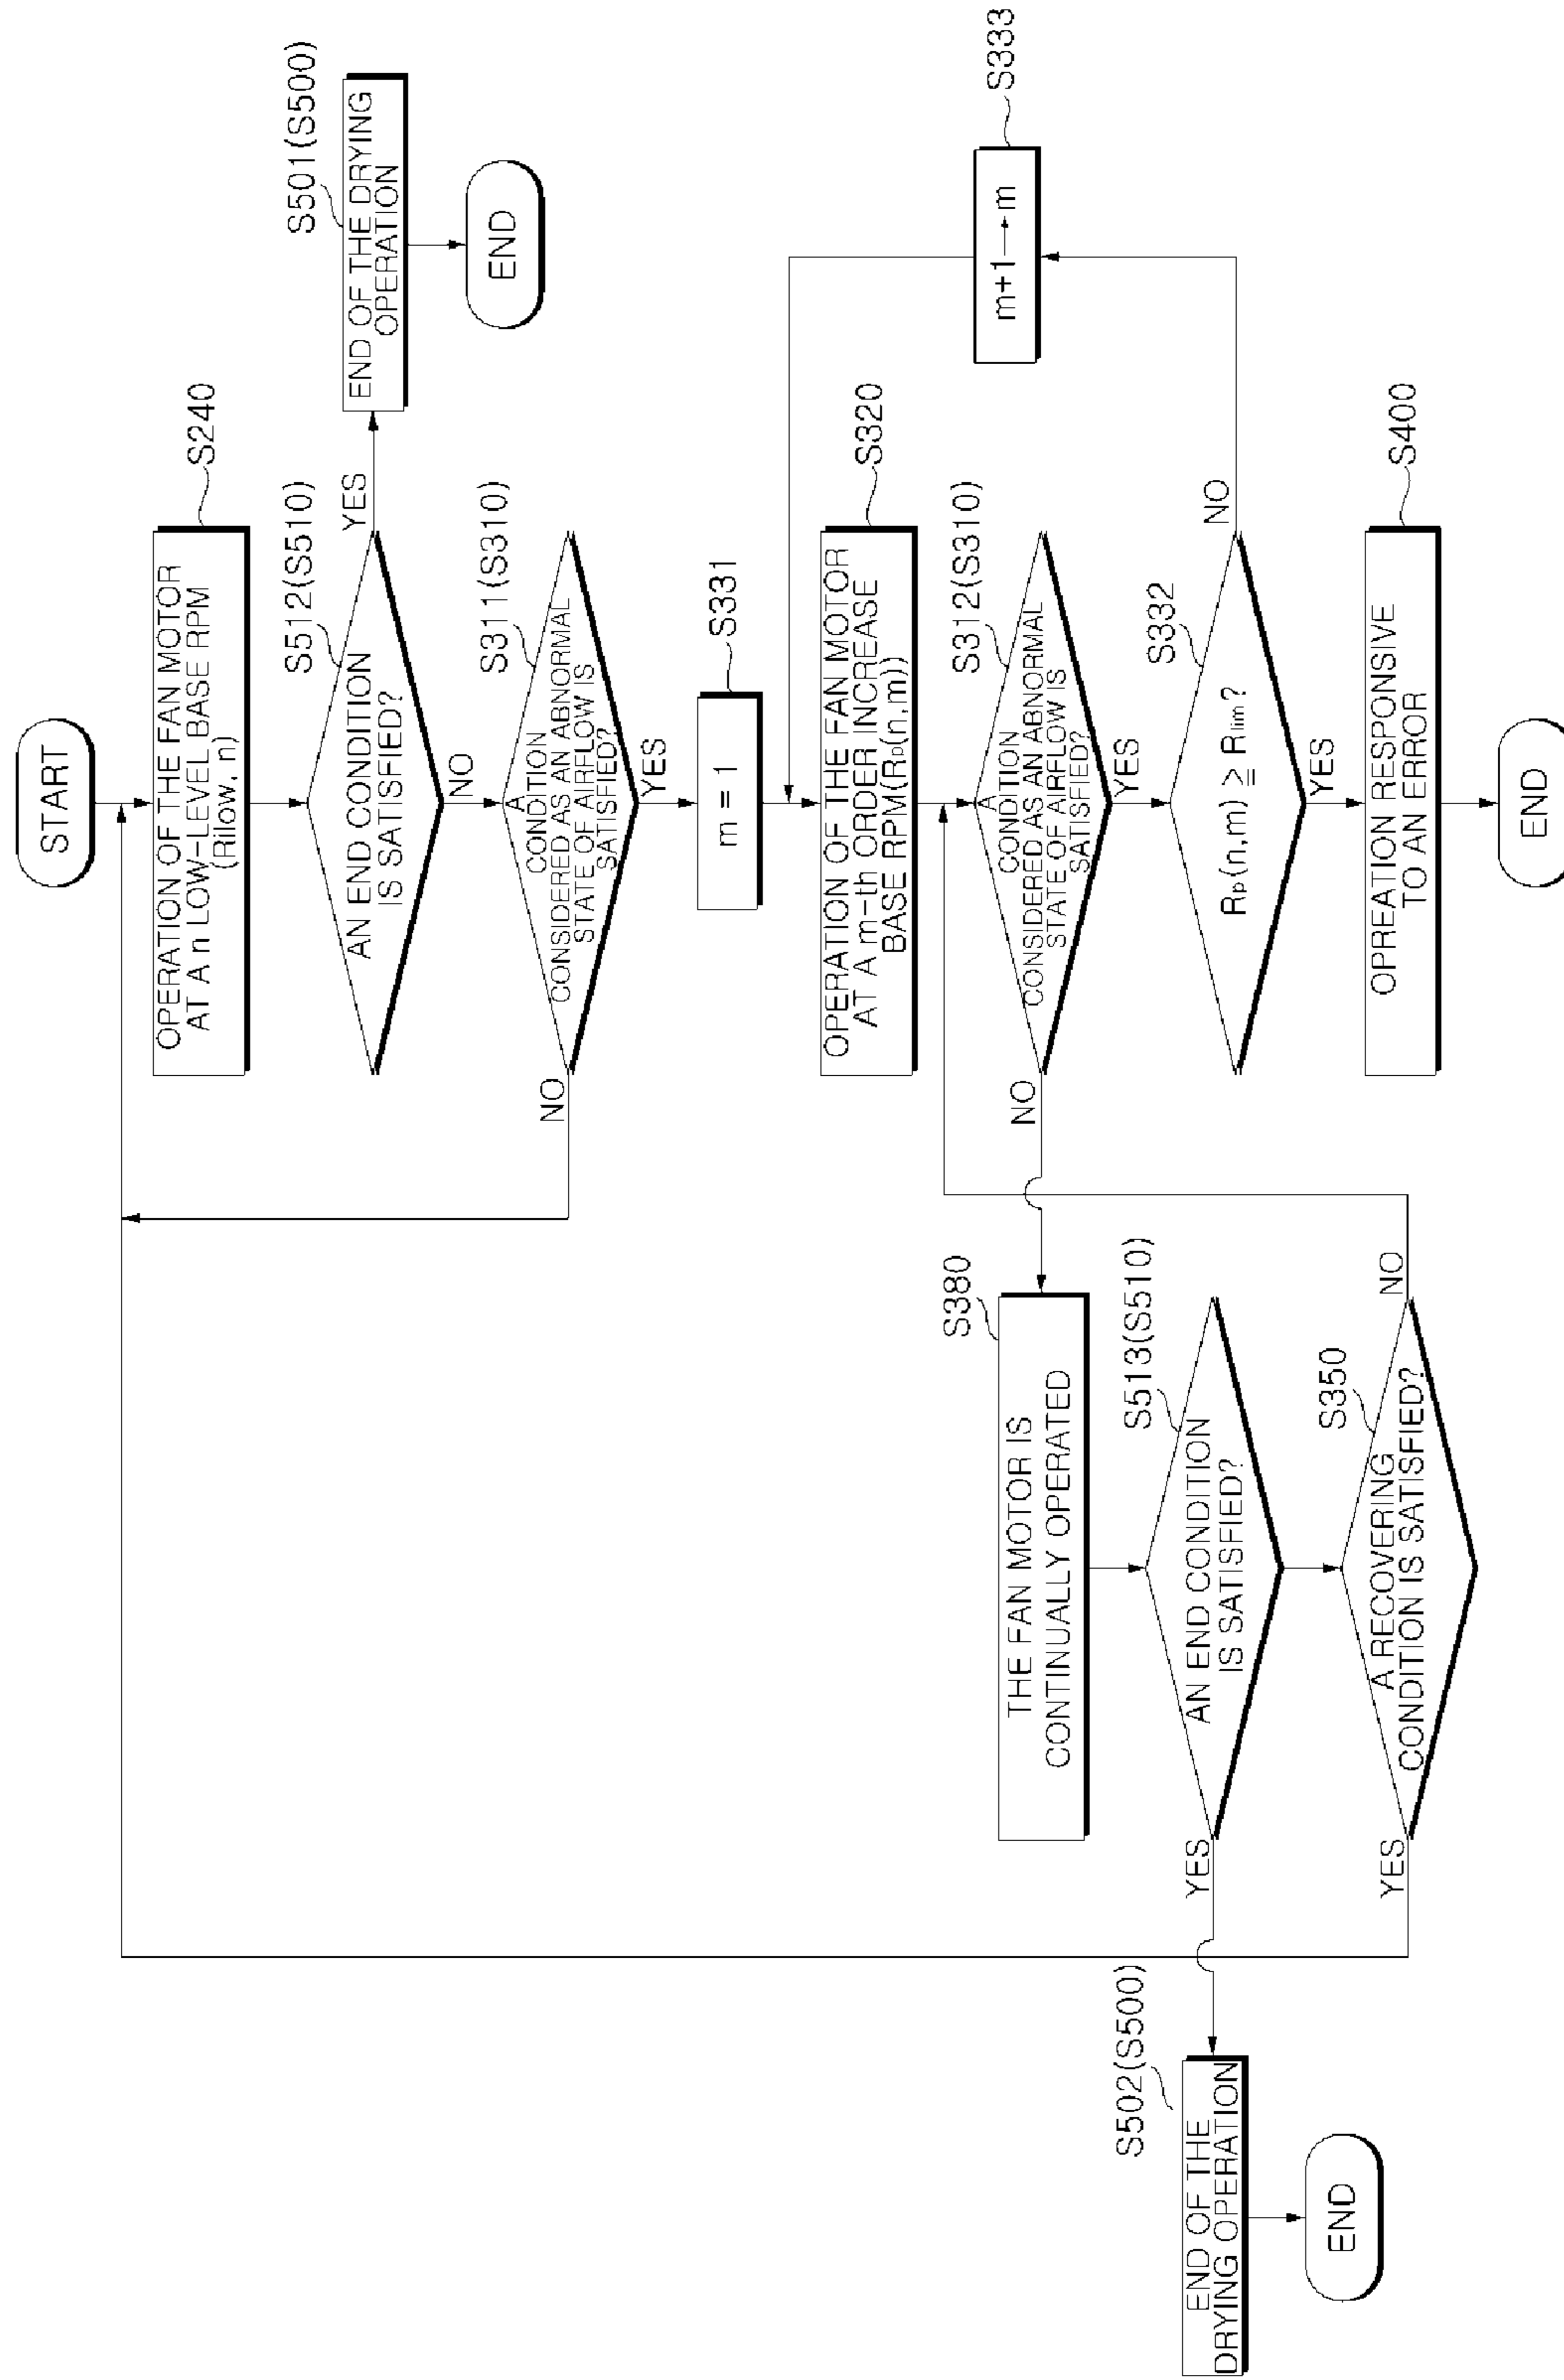 START
OPERATION OF THE FAN MOTOR
AT A n LOW-LEVEL BASE RPM
(Rilow, n)
S240
AN END CONDITION
IS SATISFIED?
S512(S510)
YES
NO
END OF THE DRYING
OPERATION
S501(S500)
END
A
CONDITION
CONSIDERED AS AN ABNORMAL
STATE OF AIRFLOW IS
SATISFIED?
S311(S310)
NO
YES
m = 1
S331
OPERATION OF THE FAN MOTOR
AT A m-th ORDER INCREASE
BASE RPM(Rp(n,m))
S320
m+1→m
S333
A
CONDITION
CONSIDERED AS AN ABNORMAL
STATE OF AIRFLOW IS
SATISFIED?
S312(S310)
NO
YES
Rp(n,m) ≧ Rlim?
S332
NO
YES
OPREATION RESPONSIVE
TO AN ERROR
S400
END
THE FAN MOTOR IS
CONTINUALLY OPERATED
S380
AN END CONDITION
IS SATISFIED?
S513(S510)
YES
A RECOVERING
CONDITION IS SATISFIED?
S350
YES
NO
END OF THE
DRYING OPERATION
S502(S500)
END